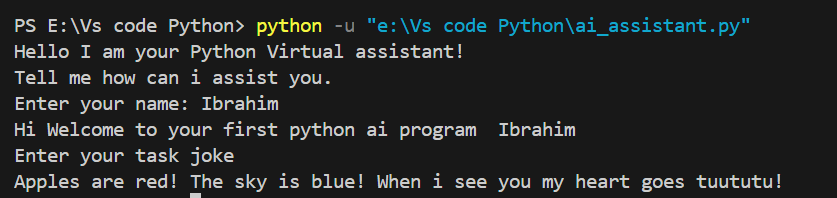 PS E:\Vs code Python> python -u "e:\Vs code Python\ai_assistant.py"
Hello I am your Python Virtual assistant!
Tell me how can i assist you.
Enter your name: Ibrahim
Hi Welcome to your first python ai program  Ibrahim
Enter your task joke
Apples are red! The sky is blue! When i see you my heart goes tuututu!